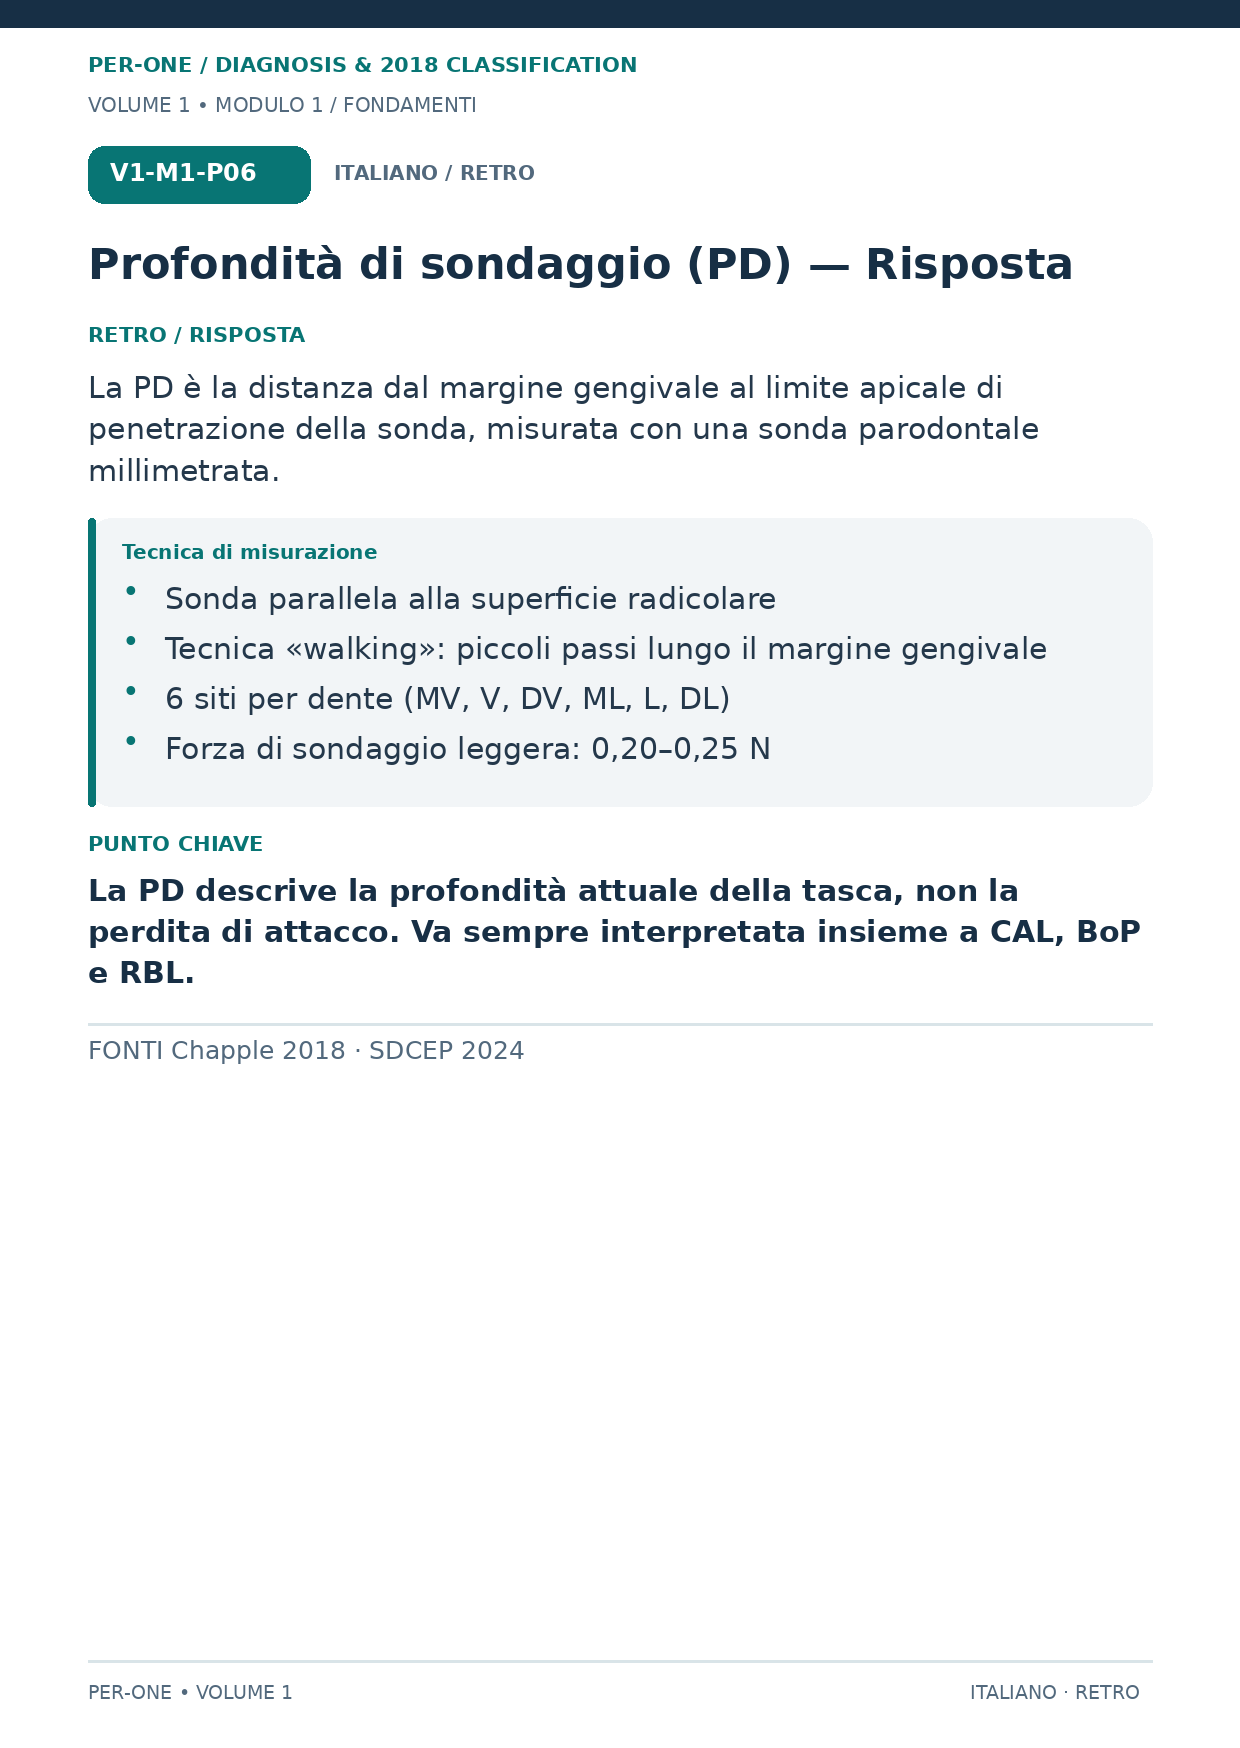 PER-ONE / DIAGNOSIS & 2018 CLASSIFICATION
VOLUME 1 • MODULO 1 / FONDAMENTI
V1-M1-P06
ITALIANO / RETRO
Profondità di sondaggio (PD) — Risposta
RETRO / RISPOSTA
La PD è la distanza dal margine gengivale al limite apicale di
penetrazione della sonda, misurata con una sonda parodontale
millimetrata.
Tecnica di misurazione
• Sonda parallela alla superficie radicolare
• Tecnica «walking»: piccoli passi lungo il margine gengivale
• 6 siti per dente (MV, V, DV, ML, L, DL)
• Forza di sondaggio leggera: 0,20–0,25 N
PUNTO CHIAVE
La PD descrive la profondità attuale della tasca, non la
perdita di attacco. Va sempre interpretata insieme a CAL, BoP
e RBL.
FONTI Chapple 2018 · SDCEP 2024
PER-ONE • VOLUME 1
ITALIANO · RETRO